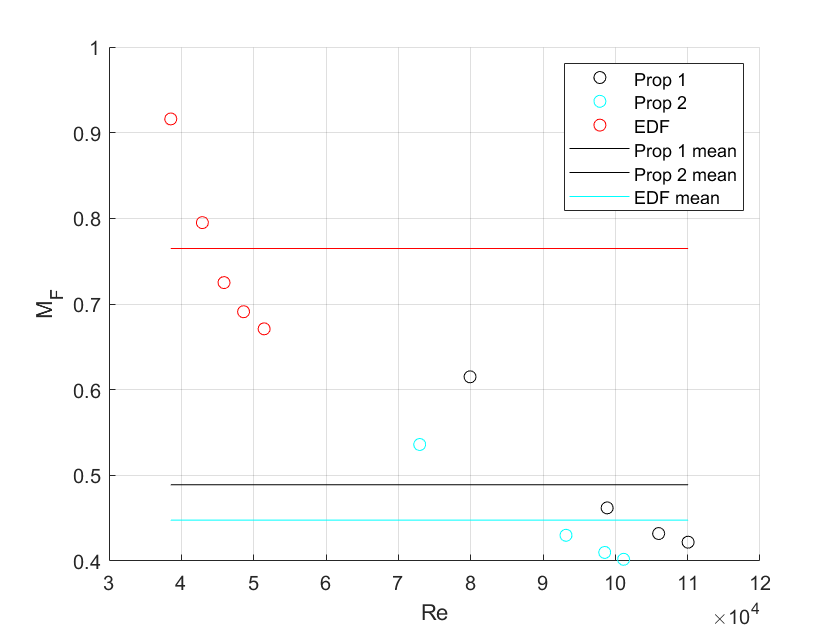 1
0.9
0.8
0.7
0.6
0.5
0.4
M_F
3 4 5 6 7 8 9 10 11 12
Re
×10^4
Prop 1
Prop 2
EDF
Prop 1 mean
Prop 2 mean
EDF mean